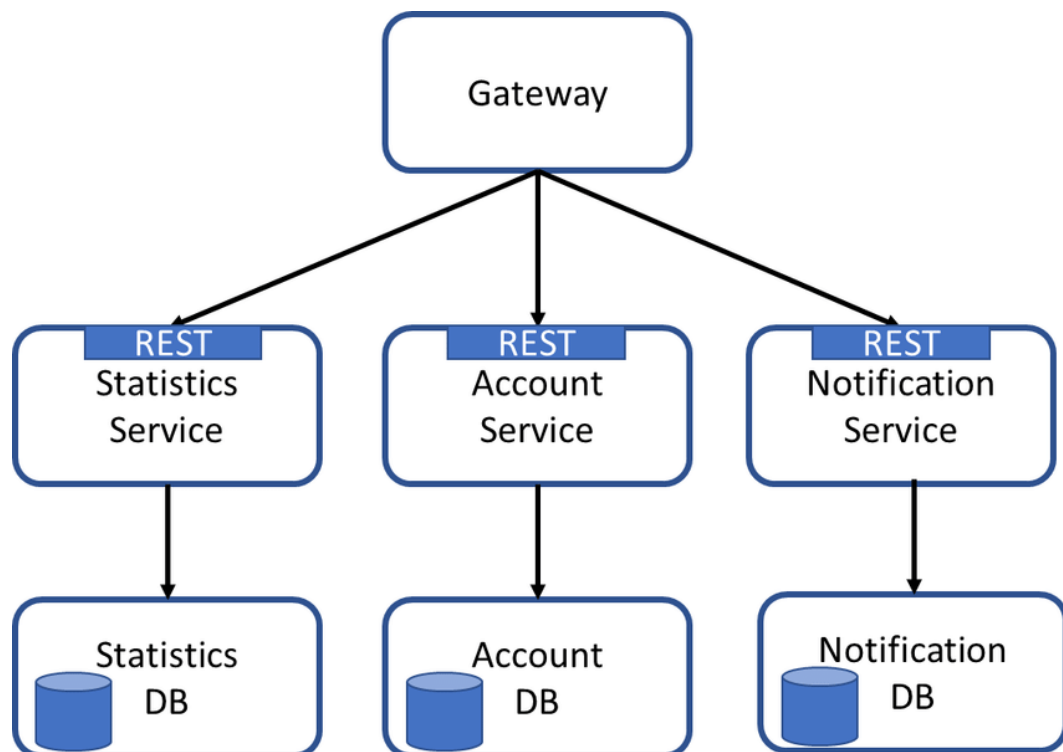 Gateway
REST
Statistics
Service
REST
Account
Service
REST
Notification
Service
Statistics
DB
Account
DB
Notification
DB